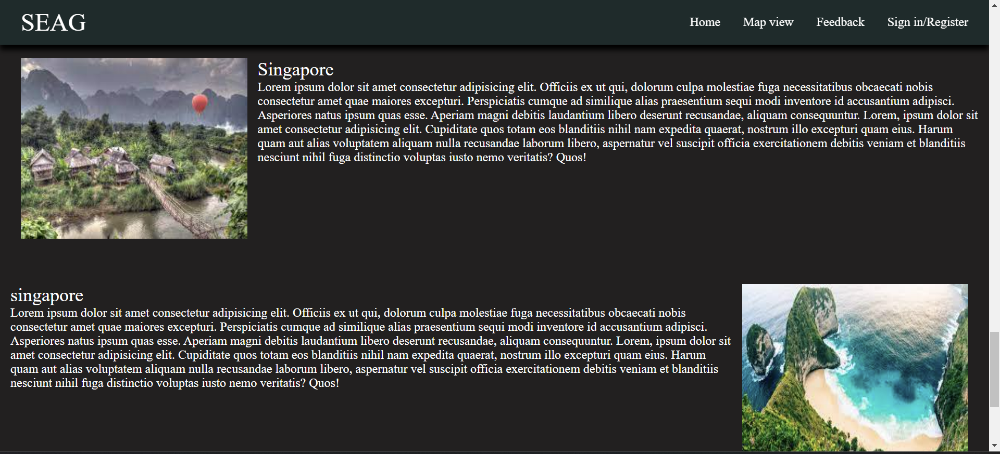 SEAG
Home Map view Feedback Sign in/Register
Singapore
Lorem ipsum dolor sit amet consectetur adipisicing elit. Officiis ex ut qui, dolorum culpa molestiae fuga necessitatibus obcaecati nobis
consectetur amet quae maiores excepturi. Perspiciatis cumque ad similique alias praesentium sequi modi inventore id accusantium adipisci.
Asperiores natus ipsum quas esse. Aperiam magni debitis laudantium libero deserunt recusandae, aliquam consequuntur. Lorem, ipsum dolor sit
amet consectetur adipisicing elit. Cupiditate quos totam eos blanditiis nihil nam expedita quaerat, nostrum illo excepturi quam eius. Harum
quam aut alias voluptatem aliquam nulla recusandae laborum libero, aspernatur vel suscipit officia exercitationem debitis veniam et blanditiis
nesciunt nihil fuga distinctio voluptas iusto nemo veritatis? Quos!
singapore
Lorem ipsum dolor sit amet consectetur adipisicing elit. Officiis ex ut qui, dolorum culpa molestiae fuga necessitatibus obcaecati nobis
consectetur amet quae maiores excepturi. Perspiciatis cumque ad similique alias praesentium sequi modi inventore id accusantium adipisci.
Asperiores natus ipsum quas esse. Aperiam magni debitis laudantium libero deserunt recusandae, aliquam consequuntur. Lorem, ipsum dolor sit
amet consectetur adipisicing elit. Cupiditate quos totam eos blanditiis nihil nam expedita quaerat, nostrum illo excepturi quam eius. Harum
quam aut alias voluptatem aliquam nulla recusandae laborum libero, aspernatur vel suscipit officia exercitationem debitis veniam et blanditiis
nesciunt nihil fuga distinctio voluptas iusto nemo veritatis? Quos!